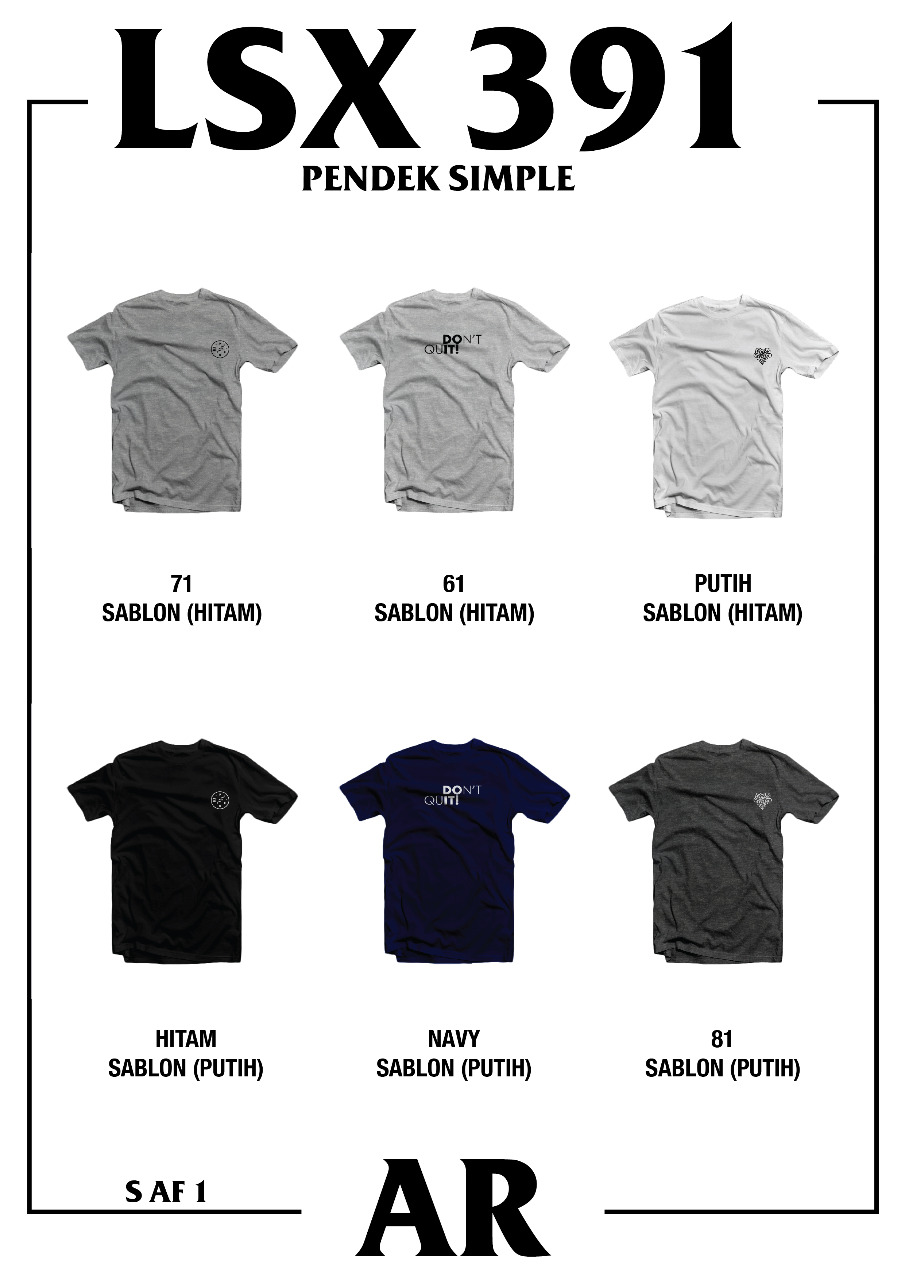 LSX 391
PENDEK SIMPLE
DON'T
QUIT!
71
SABLON (HITAM)
61
SABLON (HITAM)
PUTIH
SABLON (HITAM)
DON'T
QUIT!
HITAM
SABLON (PUTIH)
NAVY
SABLON (PUTIH)
81
SABLON (PUTIH)
S AF 1
AR